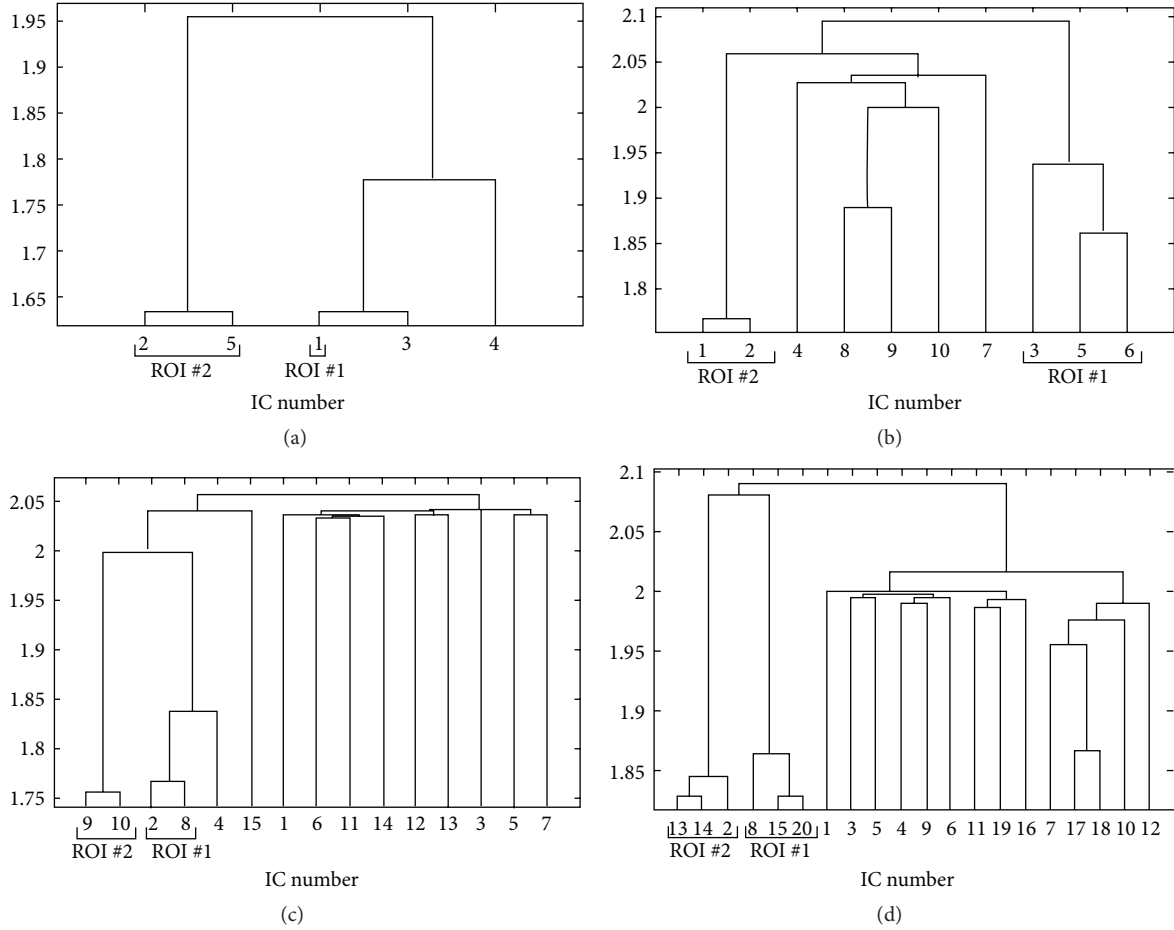 1.95
1.9
1.85
1.8
1.75
1.7
1.65
2 5 1 3 4
ROI #2 ROI #1
IC number
(a)
2.1
2.05
2
1.95
1.9
1.85
1.8
1 2 4 8 9 10 7 3 5 6
ROI #2 ROI #1
IC number
(b)
2.05
2
1.95
1.9
1.85
1.8
1.75
9 10 2 8 4 15 1 6 11 14 12 13 3 5 7
ROI #2 ROI #1
IC number
(c)
2.1
2.05
2
1.95
1.9
1.85
13 14 2 8 15 20 1 3 5 4 9 6 11 19 16 7 17 18 10 12
ROI #2 ROI #1
IC number
(d)